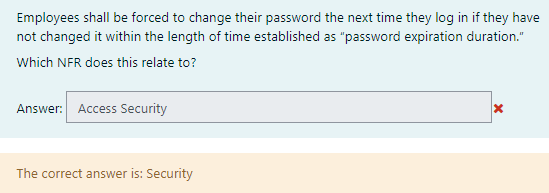 Employees shall be forced to change their password the next time they log in if they have
not changed it within the length of time established as "password expiration duration."
Which NFR does this relate to?
Answer: Access Security
The correct answer is: Security